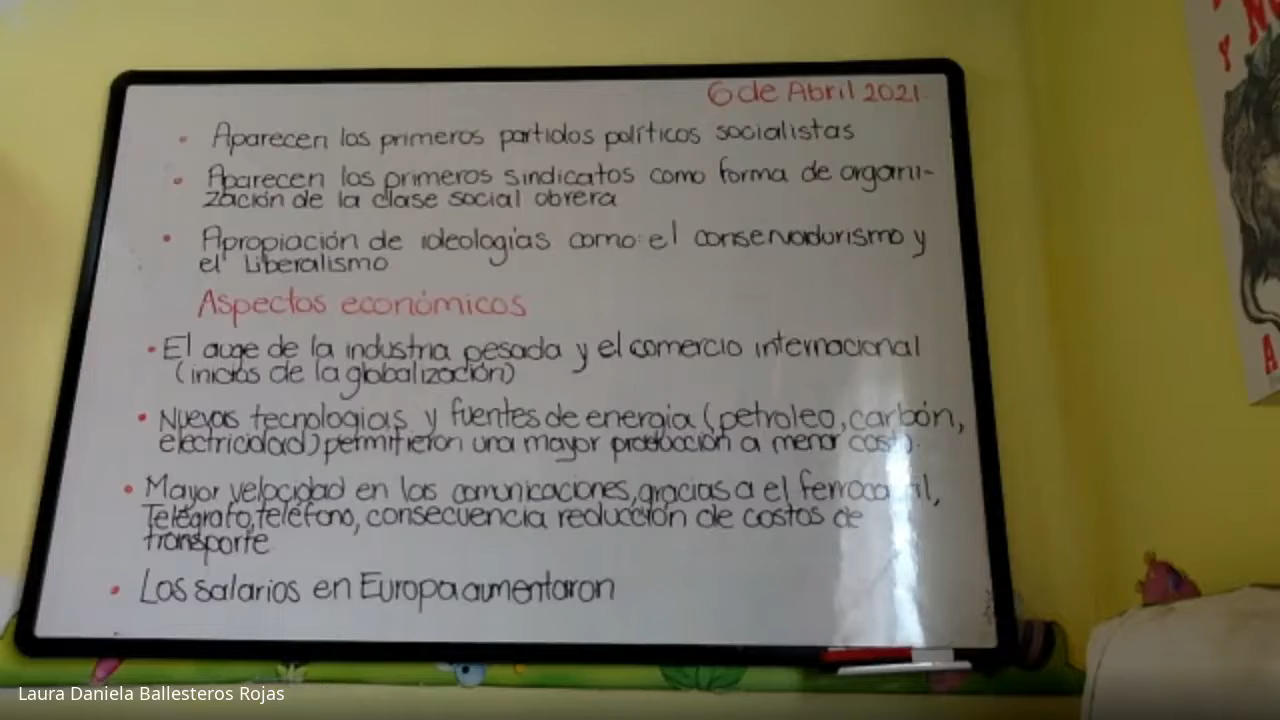 6 de Abril 2021.
• Aparecen los primeros partidos políticos socialistas
• Aparecen los primeros sindicatos como forma de organi-
zación de la clase social obrera
• Apropiación de ideologías como: el conservadurismo y
el Liberalismo
Aspectos económicos
• El auge de la industria pesada y el comercio internacional
(inicios de la globalización)
• Nuevas tecnologias y fuentes de energia (petroleo, carbón,
electricidad) permitieron una mayor producción a menor costo.
• Mayor velocidad en las comunicaciones, gracias a el ferrocarril,
Telégrafo, teléfono, consecuencia reducción de costos de
transporte
• Los salarios en Europa aumentaron
Y
A
Laura Daniela Ballesteros Rojas